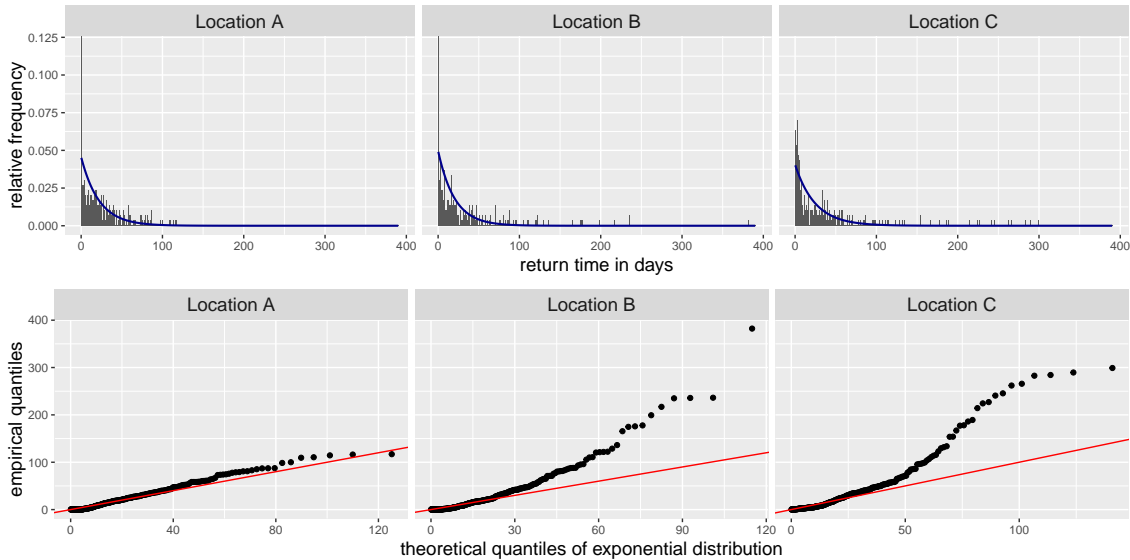 Location A Location B Location C
relative frequency
0.125
0.100
0.075
0.050
0.025
0.000
0 100 200 300 400 0 100 200 300 400 0 100 200 300 400
return time in days
Location A Location B Location C
empirical quantiles
400
300
200
100
0
0 40 80 120 0 30 60 90 120 0 50 100
theoretical quantiles of exponential distribution